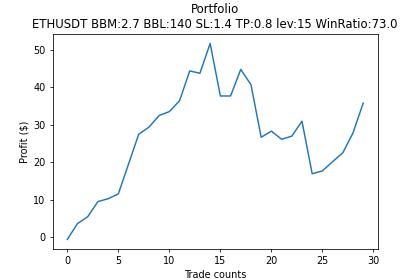 Portfolio
ETHUSDT BBM:2.7 BBL:140 SL:1.4 TP:0.8 lev:15 WinRatio:73.0
50
40
30
20
10
0
Profit ($)
0 5 10 15 20 25 30
Trade counts